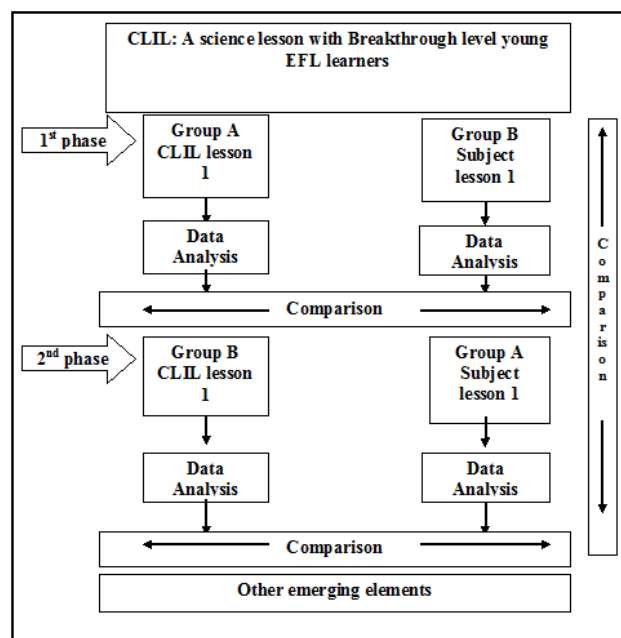 CLIL: A science lesson with Breakthrough level young
EFL learners
1st phase
Group A
CLIL lesson
1
Group B
Subject
lesson 1
Data
Analysis
Data
Analysis
Comparison
2nd phase
Group B
CLIL lesson
1
Group A
Subject
lesson 1
Data
Analysis
Data
Analysis
Comparison
Other emerging elements
Comparison